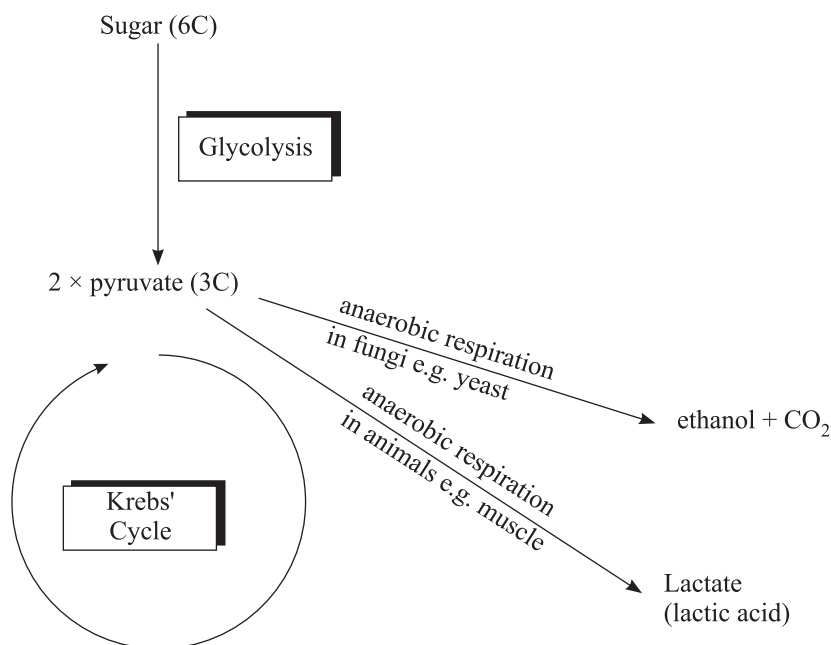 Sugar (6C)
Glycolysis
2 × pyruvate (3C)
anaerobic respiration
in fungi e.g. yeast
ethanol + CO₂
anaerobic respiration
in animals e.g. muscle
Krebs'
Cycle
Lactate
(lactic acid)